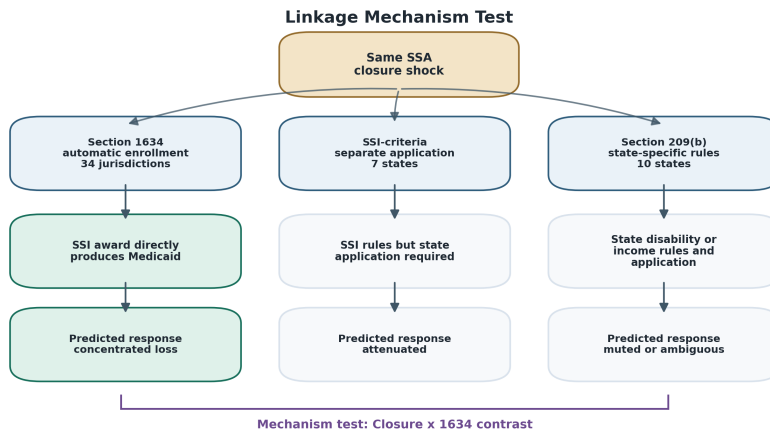 Linkage Mechanism Test
Same SSA
closure shock
Section 1634
automatic enrollment
34 jurisdictions
SSI-criteria
separate application
7 states
Section 209(b)
state-specific rules
10 states
SSI award directly
produces Medicaid
SSI rules but state
application required
State disability or
income rules and
application
Predicted response
concentrated loss
Predicted response
attenuated
Predicted response
muted or ambiguous
Mechanism test: Closure x 1634 contrast